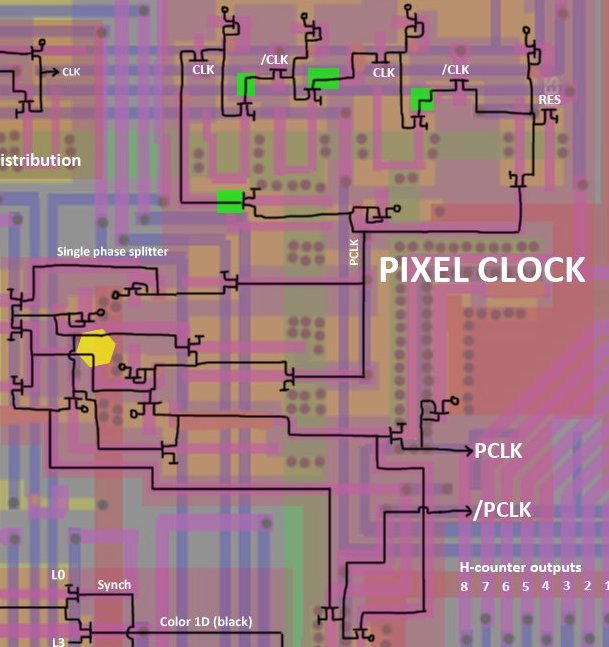 /CLK
CLK
CLK
CLK
/CLK
RES
RES
istribution
PCLK
Single phase splitter
PIXEL CLOCK
PCLK
/PCLK
H-counter outputs
8 7 6 5 4 3 2 1
L0
Synch
Color 1D (black)
L3